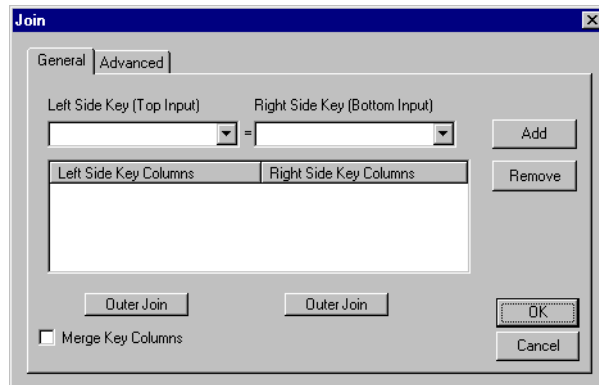 Join
General Advanced
Left Side Key (Top Input) Right Side Key (Bottom Input)
= Add
Left Side Key Columns Right Side Key Columns Remove
Outer Join Outer Join
OK
Merge Key Columns
Cancel